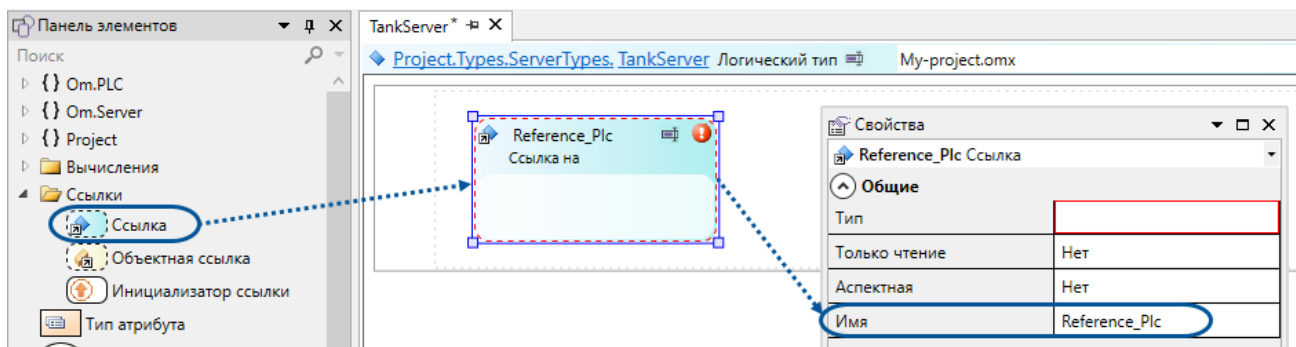 Панель элементов
Поиск
{} Om.PLC
{} Om.Server
{} Project
Вычисления
Ссылки
Ссылка
Объектная ссылка
Инициализатор ссылки
Тип атрибута
TankServer*
Project.Types.ServerTypes. TankServer Логический тип My-project.omx
Reference_Plc
Ссылка на
Свойства
Reference_Plc Ссылка
Общие
Тип
Только чтение Нет
Аспектная Нет
Имя Reference_Plc